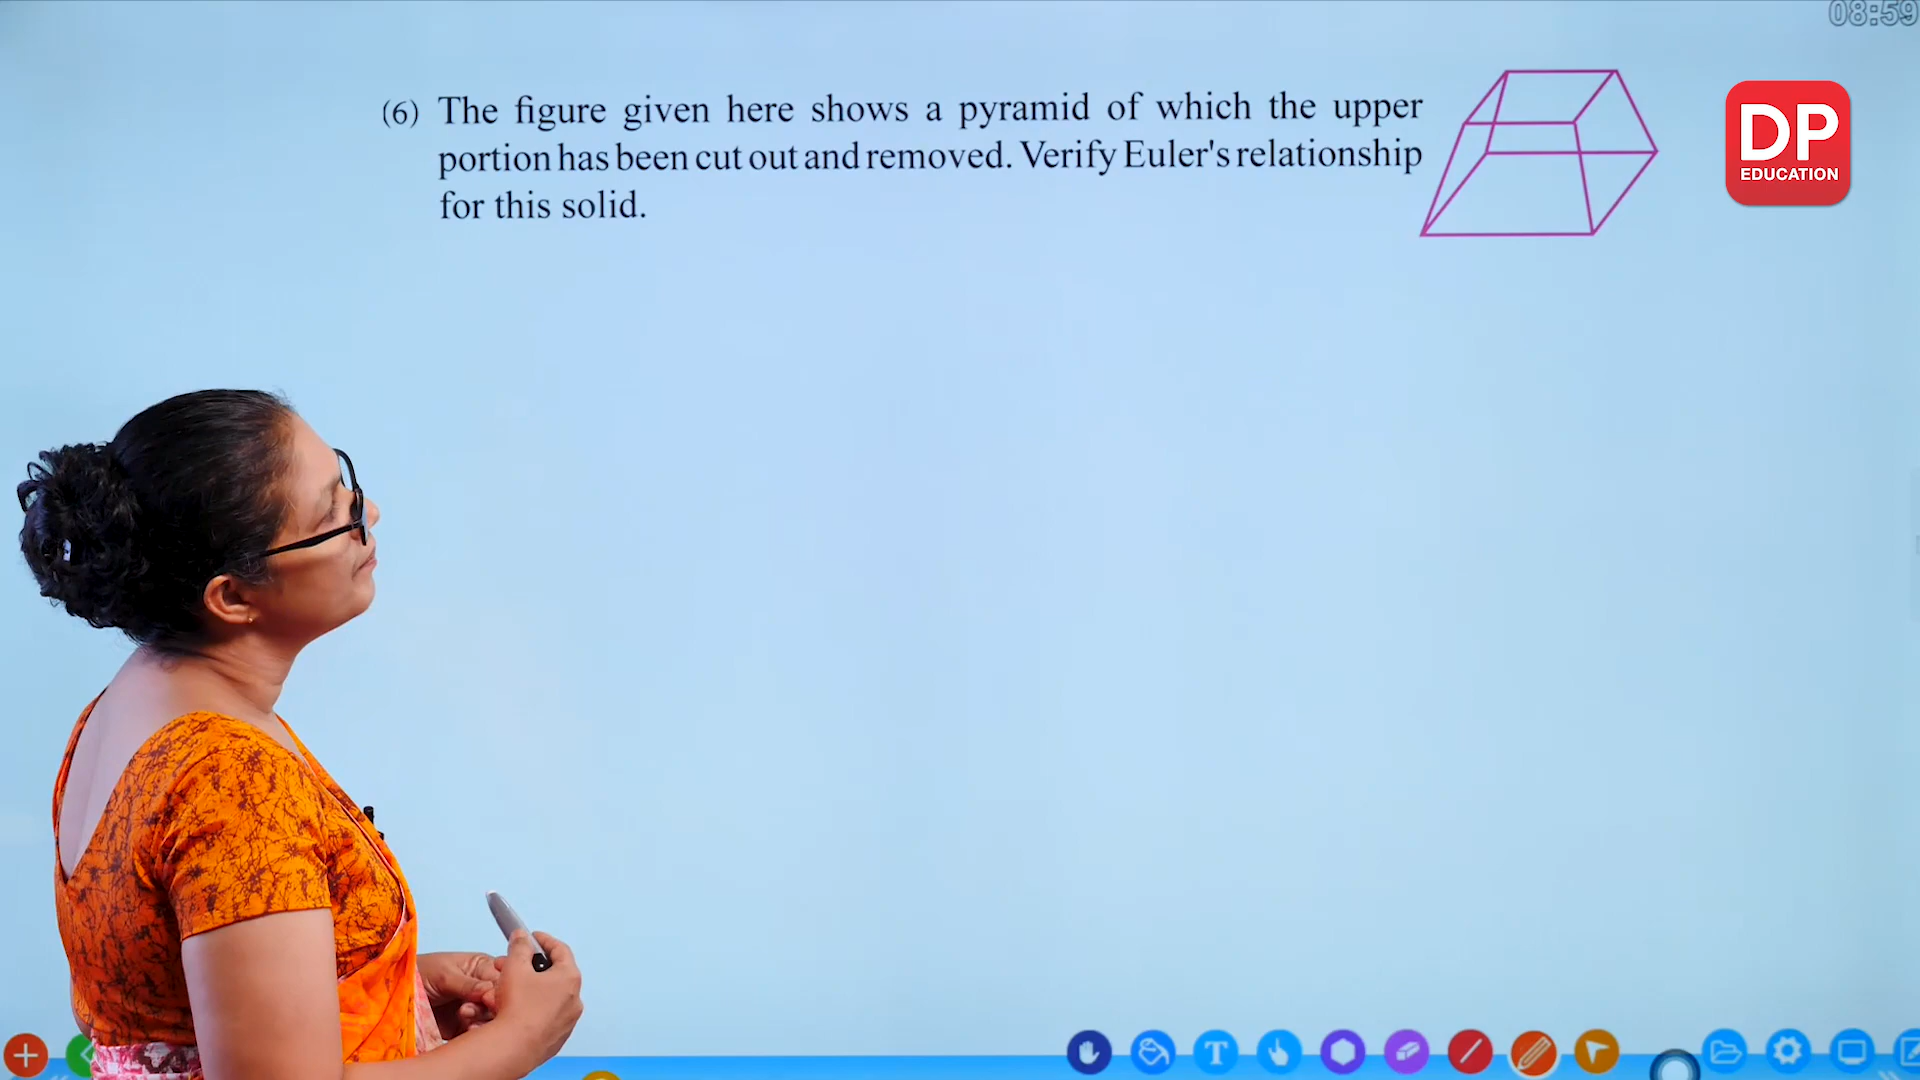 08:59
(6) The figure given here shows a pyramid of which the upper
portion has been cut out and removed. Verify Euler's relationship
for this solid.
DP
EDUCATION
T